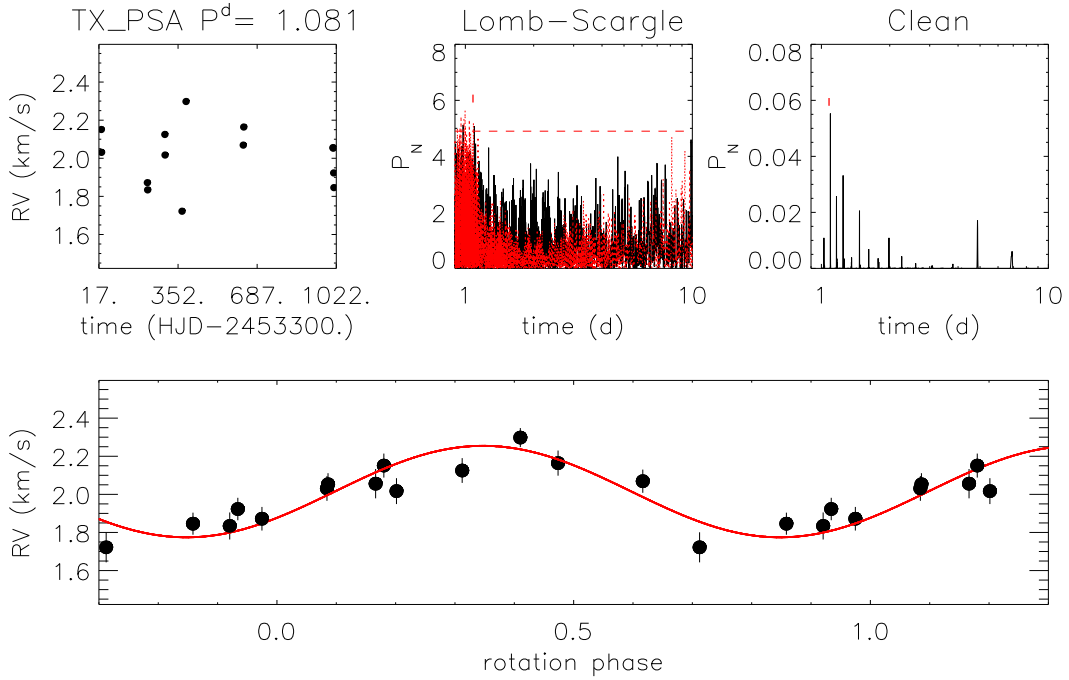 TX_PSA P^d= 1.081
Lomb-Scargle
Clean
RV (km/s)
2.4
2.2
2.0
1.8
1.6
17. 352. 687. 1022.
time (HJD-2453300.)
P_N
8
6
4
2
0
1 10
time (d)
P_N
0.08
0.06
0.04
0.02
0.00
1 10
time (d)
RV (km/s)
2.4
2.2
2.0
1.8
1.6
0.0 0.5 1.0
rotation phase